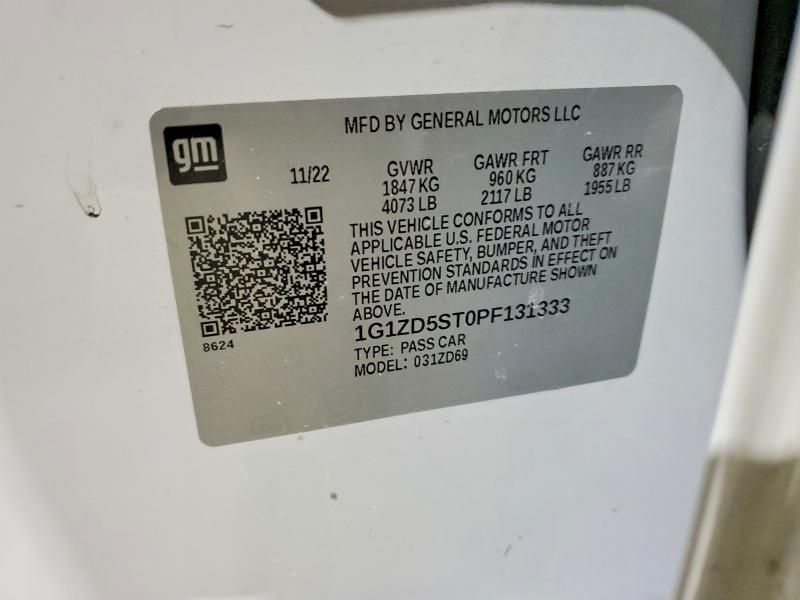 gm
MFD BY GENERAL MOTORS LLC
11/22 GVWR GAWR FRT GAWR RR
1847 KG 960 KG 887 KG
4073 LB 2117 LB 1955 LB
THIS VEHICLE CONFORMS TO ALL
APPLICABLE U.S. FEDERAL MOTOR
VEHICLE SAFETY, BUMPER, AND THEFT
PREVENTION STANDARDS IN EFFECT ON
THE DATE OF MANUFACTURE SHOWN
ABOVE.
1G1ZD5ST0PF131333
TYPE: PASS CAR
MODEL: 031ZD69
8624